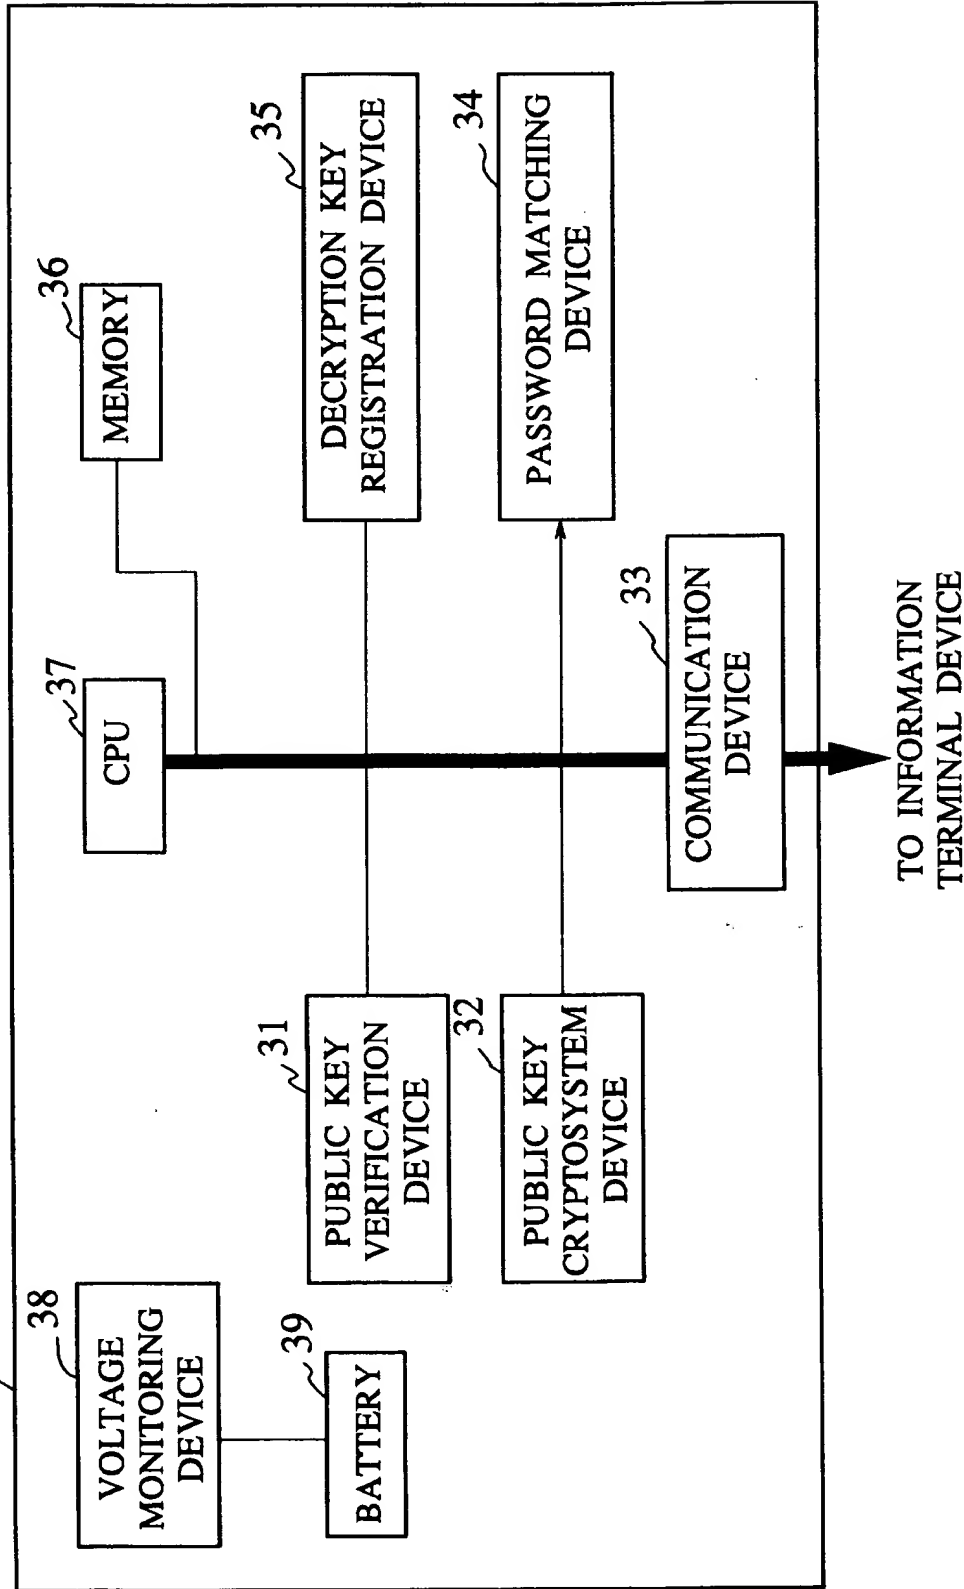 38
VOLTAGE
MONITORING
DEVICE
39
BATTERY
37
CPU
36
MEMORY
31
PUBLIC KEY
VERIFICATION
DEVICE
35
DECRYPTION KEY
REGISTRATION DEVICE
32
PUBLIC KEY
CRYPTOSYSTEM
DEVICE
34
PASSWORD MATCHING
DEVICE
33
COMMUNICATION
DEVICE
TO INFORMATION
TERMINAL DEVICE